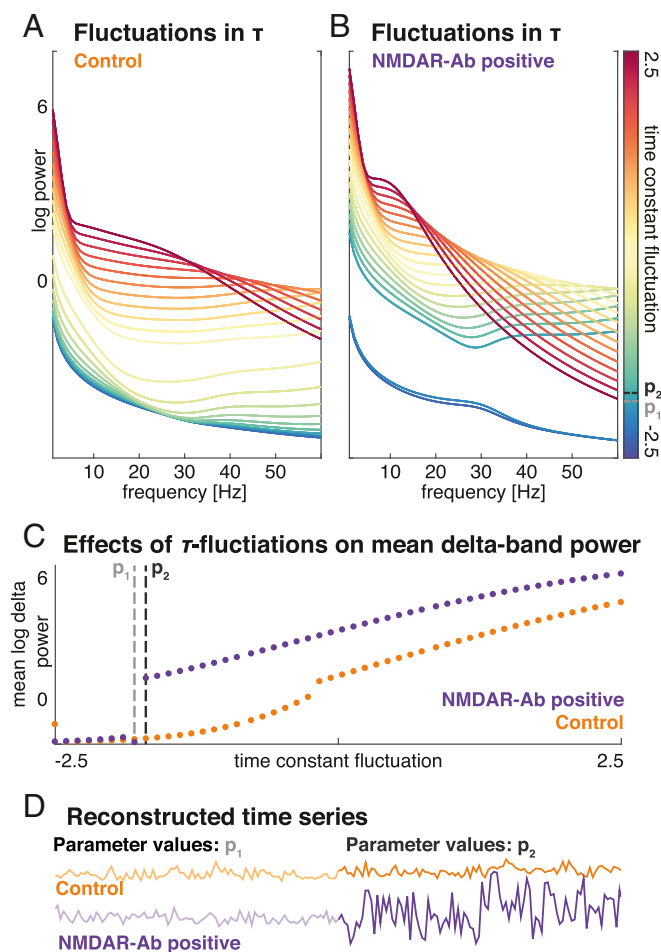 A Fluctuations in τ
Control
B Fluctuations in τ
NMDAR-Ab positive
6
0
log power
10 20 30 40 50
frequency [Hz]
10 20 30 40 50
frequency [Hz]
2.5
time constant fluctuation
-2.5
p2
p1
C Effects of τ-fluctiations on mean delta-band power
p1 p2
6
0
mean log delta
power
NMDAR-Ab positive
Control
-2.5 time constant fluctuation 2.5
D Reconstructed time series
Parameter values: p1 Parameter values: p2
Control
NMDAR-Ab positive